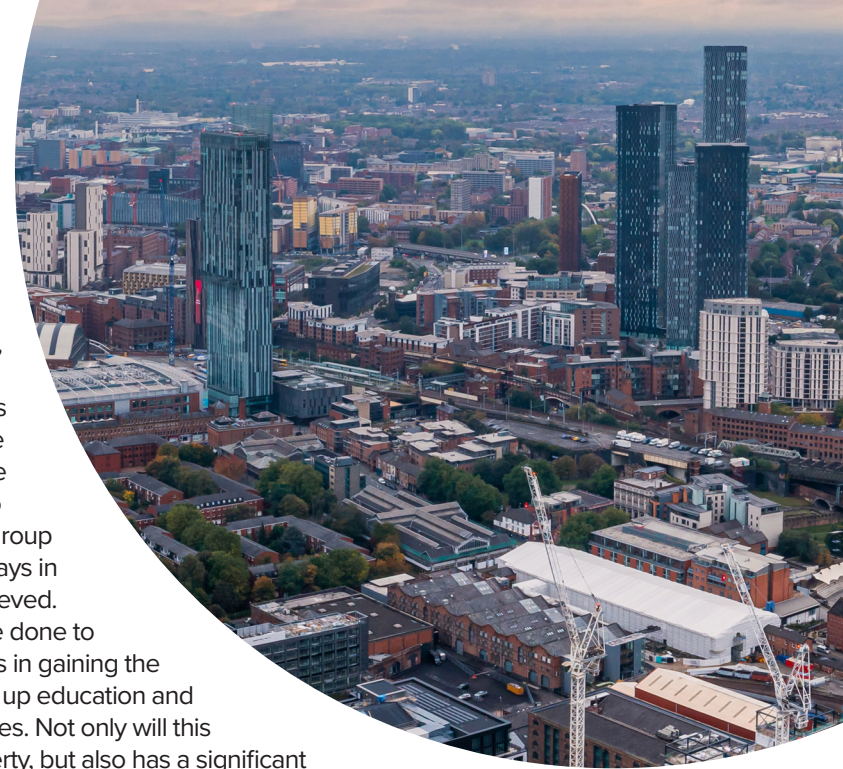 ,
s
e
e
o
roup
ays in
eved.
e done to
s in gaining the
up education and
es. Not only will this
erty, but also has a significant